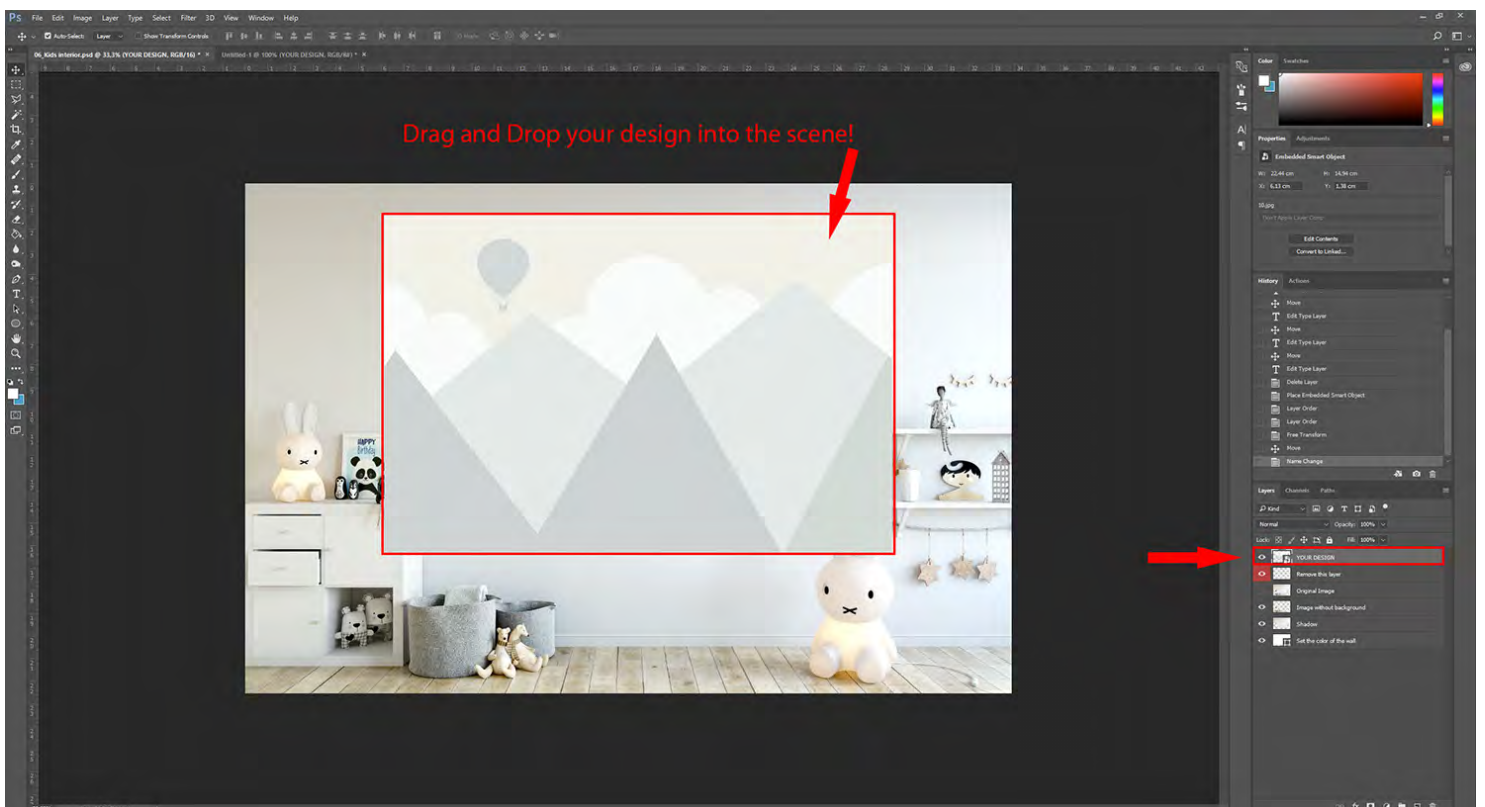 Ps File Edit Image Layer Type Select Filter 3D View Window Help
Auto-Select: Layer Show Transform Controls
06_Kids interior.psd @ 33,3% (YOUR DESIGN, RGB/16) * × Untitled-1 @ 100% (YOUR DESIGN, RGB/8#) * ×
Drag and Drop your design into the scene!
HAPPY
Birthday
Color Swatches
Properties Adjustments
Embedded Smart Object
W: 22,44 cm H: 14,94 cm
X: 6,13 cm Y: 1,38 cm
Don't Apply Layer Comp
Edit Contents
Convert to Linked...
History Actions
Move
Edit Type Layer
Move
Edit Type Layer
Move
Edit Type Layer
Delete Layer
Place Embedded Smart Object
Layer Order
Layer Order
Free Transform
Move
Name Change
Layers Channels Paths
Kind
Normal Opacity: 100%
Lock: Fill: 100%
YOUR DESIGN
Remove this layer
Original Image
Image without background
Shadow
Set the color of the wall